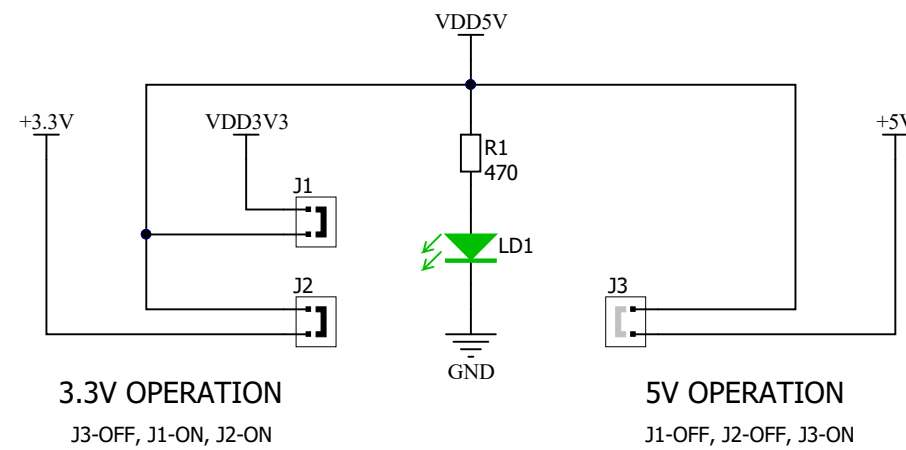 VDD5V
+3.3V
VDD3V3
+5V
R1
470
J1
LD1
J2
J3
GND
3.3V OPERATION
5V OPERATION
J3-OFF, J1-ON, J2-ON
J1-OFF, J2-OFF, J3-ON